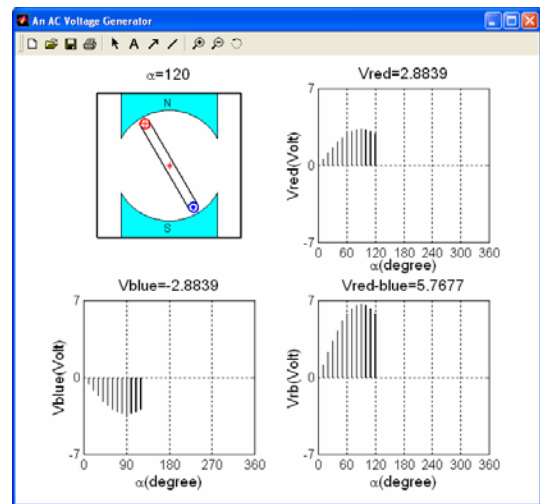 An AC Voltage Generator
A
α=120
N
S
Vred=2.8839
Vred(Volt)
7
0
-7
0 60 120 180 240 300 360
α(degree)
Vblue=-2.8839
Vblue(Volt)
7
0
-7
0 90 180 270 360
α(degree)
Vred-blue=5.7677
Vrb(Volt)
7
0
-7
0 60 120 180 240 300 360
α(degree)